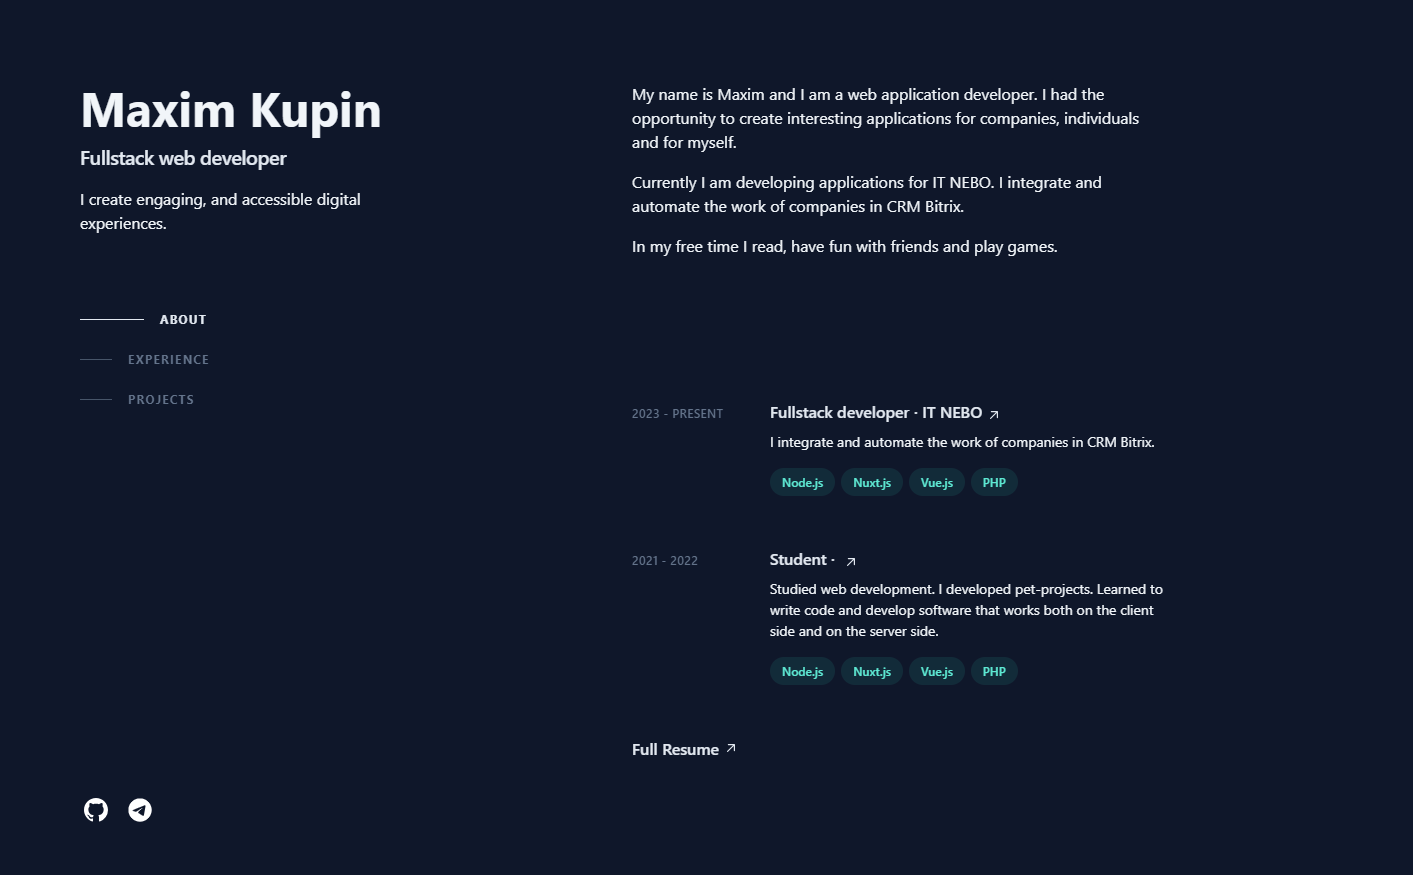 Maxim Kupin
Fullstack web developer
I create engaging, and accessible digital
experiences.
ABOUT
EXPERIENCE
PROJECTS
My name is Maxim and I am a web application developer. I had the
opportunity to create interesting applications for companies, individuals
and for myself.
Currently I am developing applications for IT NEBO. I integrate and
automate the work of companies in CRM Bitrix.
In my free time I read, have fun with friends and play games.
2023 - PRESENT
Fullstack developer · IT NEBO
I integrate and automate the work of companies in CRM Bitrix.
Node.js Nuxt.js Vue.js PHP
2021 - 2022
Student ·
Studied web development. I developed pet-projects. Learned to
write code and develop software that works both on the client
side and on the server side.
Node.js Nuxt.js Vue.js PHP
Full Resume